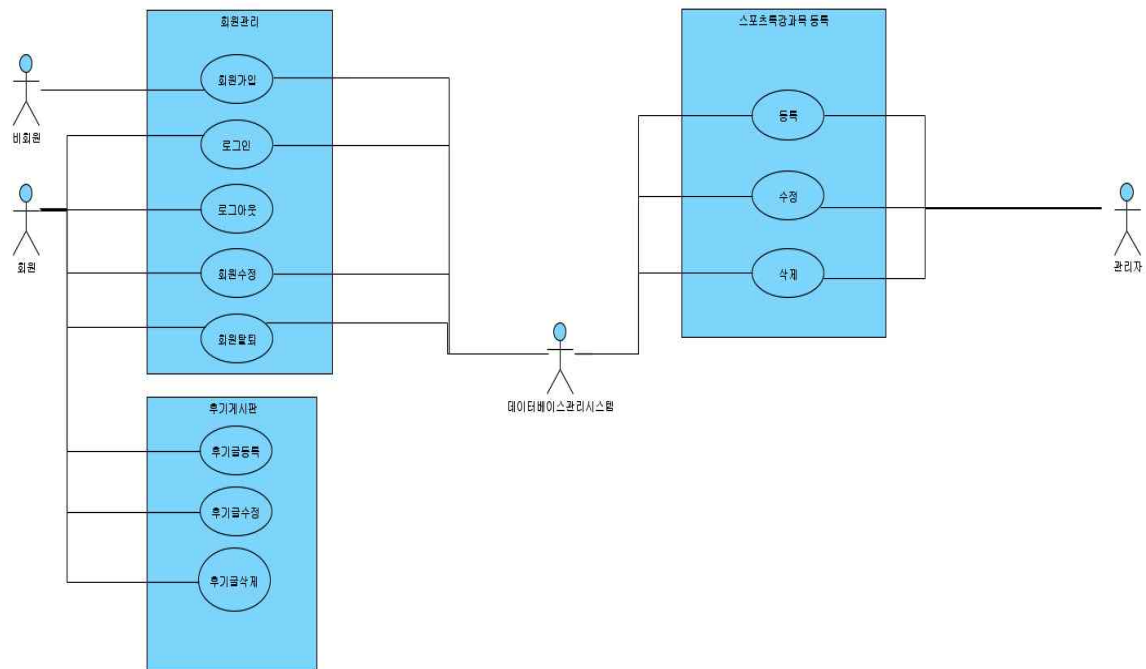 회원관리
회원가입
로그인
로그아웃
회원수정
회원탈퇴
비회원
회원
후기게시판
후기글등록
후기글수정
후기글삭제
데이터베이스관리시스템
스포츠특강과목 등록
등록
수정
삭제
관리자